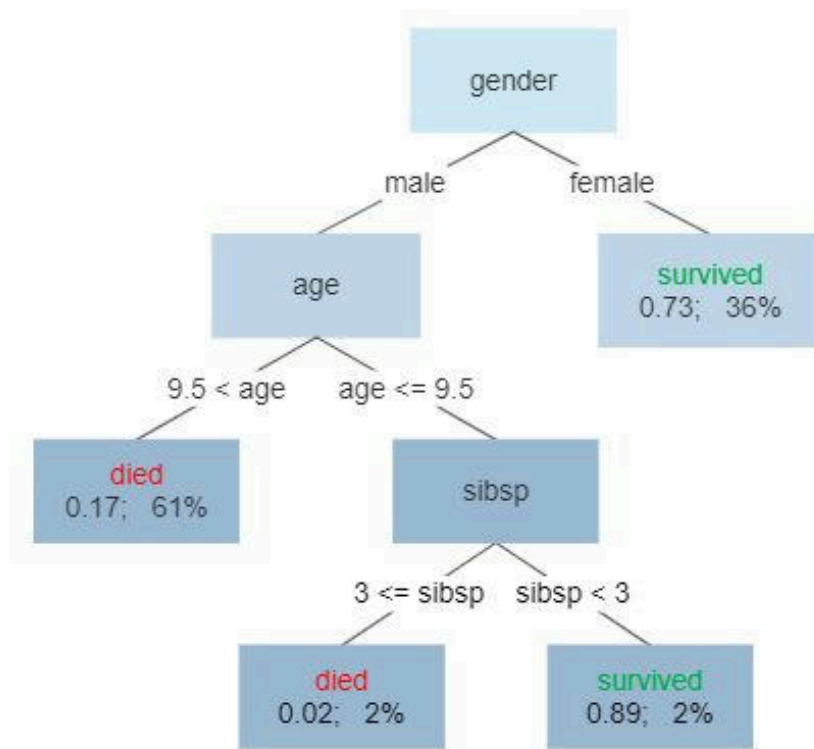 gender
male
female
age
survived
0.73; 36%
9.5 < age
age <= 9.5
died
0.17; 61%
sibsp
3 <= sibsp
sibsp < 3
died
0.02; 2%
survived
0.89; 2%